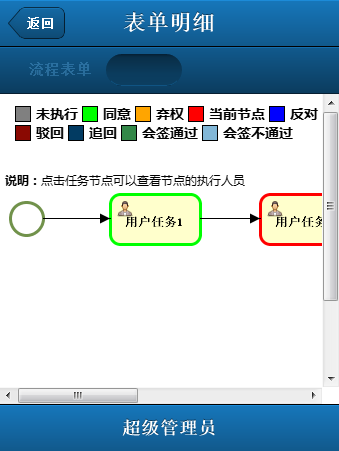 返回
表单明细
流程表单
未执行 同意 弃权 当前节点 反对
驳回 追回 会签通过 会签不通过
说明：点击任务节点可以查看节点的执行人员
用户任务1
用户任务
超级管理员